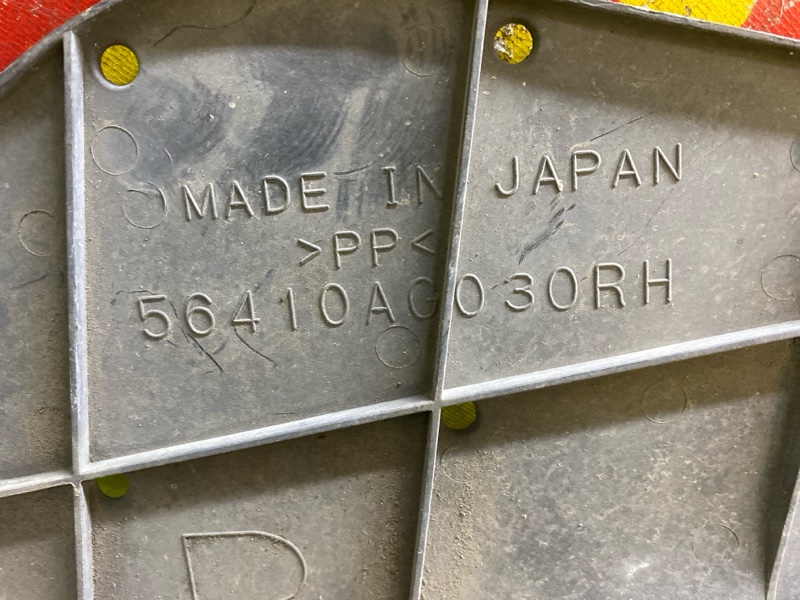 MADE IN JAPAN
>PP<
56410AG030RH
R